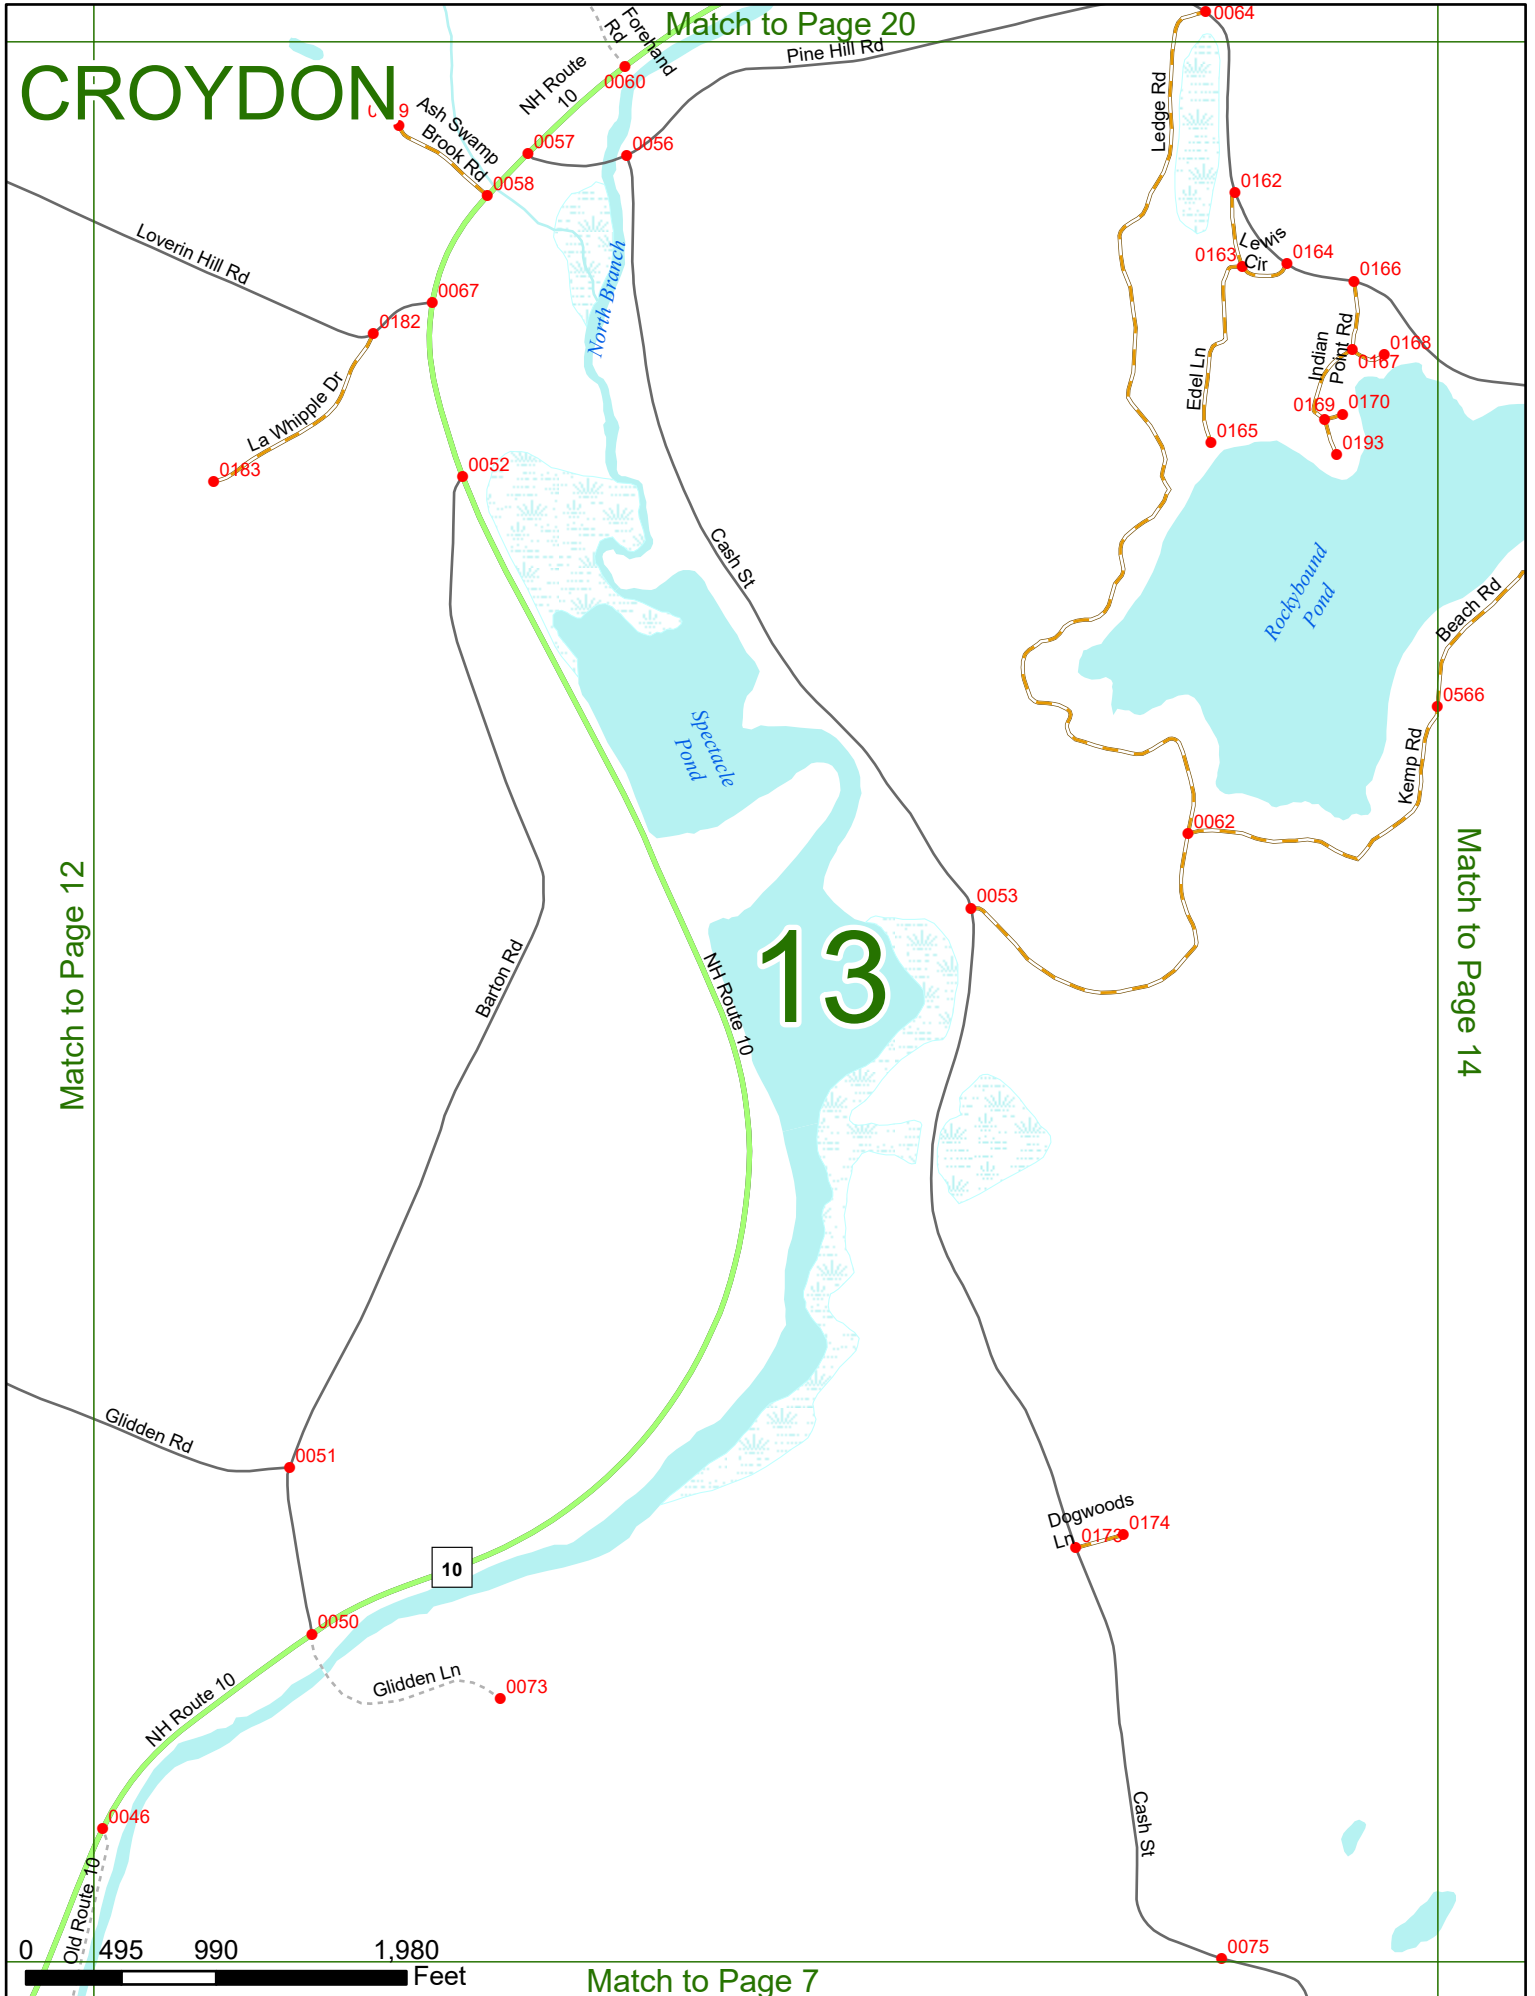 Match to Page 20
CROYDON
Forehand
Rd
0060
Pine Hill Rd
0064
NH Route
10
Ash Swamp
Brook Rd
0057
0056
0058
Ledge Rd
0162
Loverin Hill Rd
North Branch
0163
Lewis
Cir
0164
0166
0067
0182
Indian
Point Rd
0168
0167
La Whipple Dr
Edel Ln
0169
0170
0165
0193
0183
0052
Cash St
Rockybound
Pond
Beach Rd
0566
Spectacle
Pond
Kemp Rd
0062
Match to Page 12
Match to Page 14
0053
13
Barton Rd
NH Route 10
Glidden Rd
0051
Dogwoods
Ln
0173
0174
10
0050
Glidden Ln
0073
NH Route 10
0046
Cash St
Old Route 10
0075
0
495
990
1,980
Feet
Match to Page 7